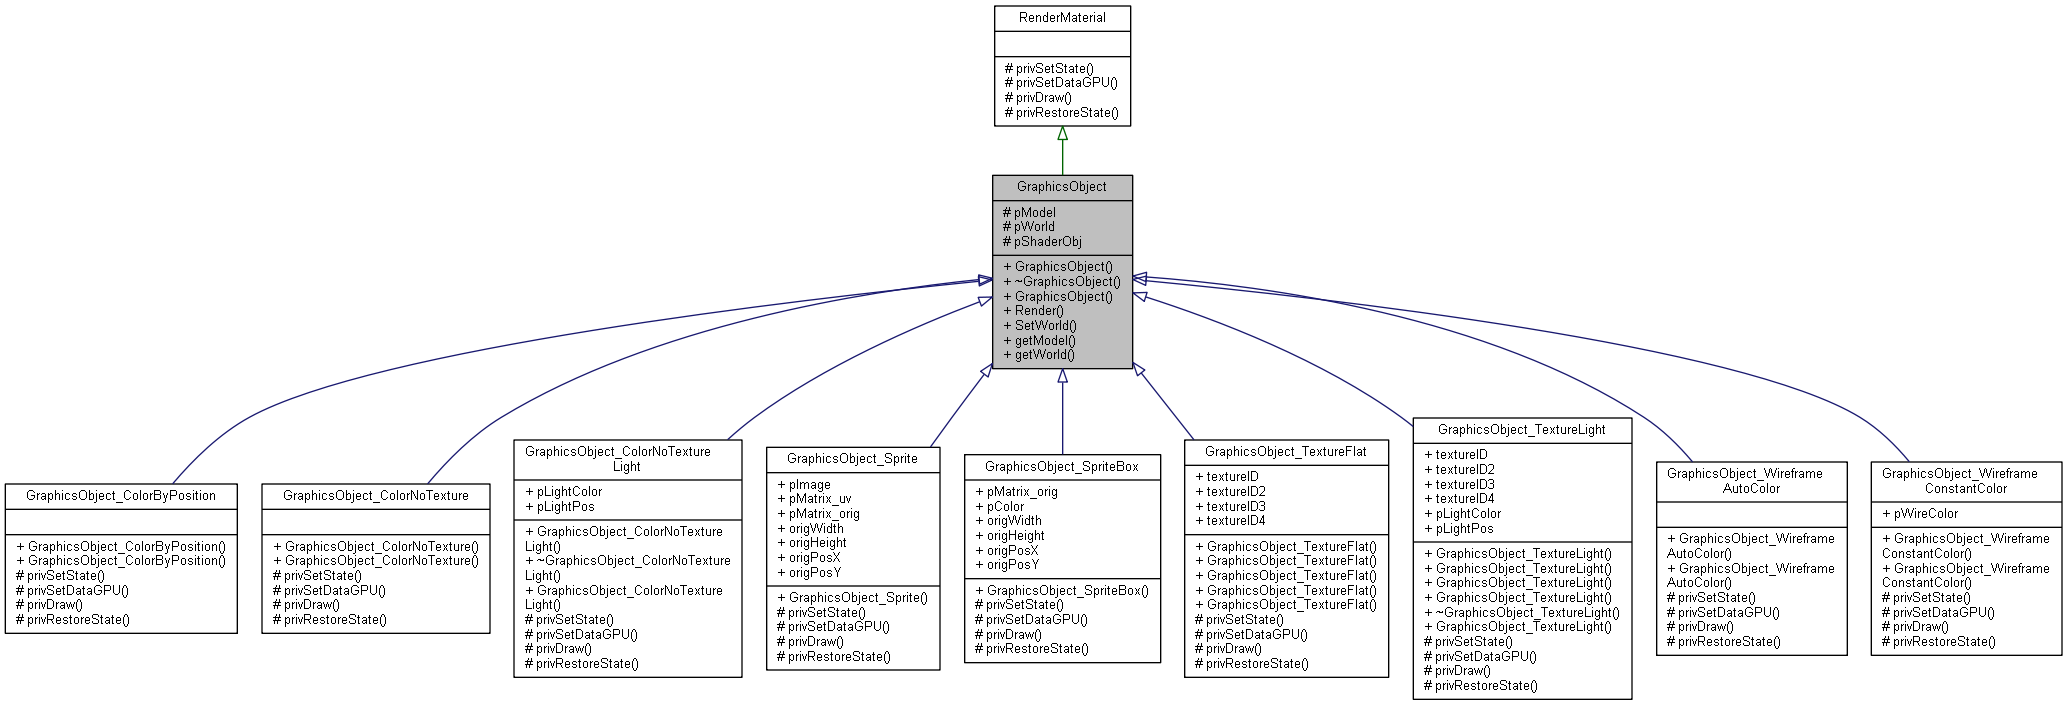 RenderMaterial
# privSetState()
# privSetDataGPU()
# privDraw()
# privRestoreState()
GraphicsObject
# pModel
# pWorld
# pShaderObj
+ GraphicsObject()
+ ~GraphicsObject()
+ GraphicsObject()
+ Render()
+ SetWorld()
+ getModel()
+ getWorld()
GraphicsObject_ColorByPosition
+ GraphicsObject_ColorByPosition()
+ GraphicsObject_ColorByPosition()
# privSetState()
# privSetDataGPU()
# privDraw()
# privRestoreState()
GraphicsObject_ColorNoTexture
+ GraphicsObject_ColorNoTexture()
+ GraphicsObject_ColorNoTexture()
# privSetState()
# privSetDataGPU()
# privDraw()
# privRestoreState()
GraphicsObject_ColorNoTexture
Light
+ pLightColor
+ pLightPos
+ GraphicsObject_ColorNoTexture
Light()
+ ~GraphicsObject_ColorNoTexture
Light()
+ GraphicsObject_ColorNoTexture
Light()
# privSetState()
# privSetDataGPU()
# privDraw()
# privRestoreState()
GraphicsObject_Sprite
+ pImage
+ pMatrix_uv
+ pMatrix_orig
+ origWidth
+ origHeight
+ origPosX
+ origPosY
+ GraphicsObject_Sprite()
# privSetState()
# privSetDataGPU()
# privDraw()
# privRestoreState()
GraphicsObject_SpriteBox
+ pMatrix_orig
+ pColor
+ origWidth
+ origHeight
+ origPosX
+ origPosY
+ GraphicsObject_SpriteBox()
# privSetState()
# privSetDataGPU()
# privDraw()
# privRestoreState()
GraphicsObject_TextureFlat
+ textureID
+ textureID2
+ textureID3
+ textureID4
+ GraphicsObject_TextureFlat()
+ GraphicsObject_TextureFlat()
+ GraphicsObject_TextureFlat()
+ GraphicsObject_TextureFlat()
+ GraphicsObject_TextureFlat()
# privSetState()
# privSetDataGPU()
# privDraw()
# privRestoreState()
GraphicsObject_TextureLight
+ textureID
+ textureID2
+ textureID3
+ textureID4
+ pLightColor
+ pLightPos
+ GraphicsObject_TextureLight()
+ GraphicsObject_TextureLight()
+ GraphicsObject_TextureLight()
+ GraphicsObject_TextureLight()
+ ~GraphicsObject_TextureLight()
+ GraphicsObject_TextureLight()
# privSetState()
# privSetDataGPU()
# privDraw()
# privRestoreState()
GraphicsObject_Wireframe
AutoColor
+ GraphicsObject_Wireframe
AutoColor()
+ GraphicsObject_Wireframe
AutoColor()
# privSetState()
# privSetDataGPU()
# privDraw()
# privRestoreState()
GraphicsObject_Wireframe
ConstantColor
+ pWireColor
+ GraphicsObject_Wireframe
ConstantColor()
+ GraphicsObject_Wireframe
ConstantColor()
# privSetState()
# privSetDataGPU()
# privDraw()
# privRestoreState()